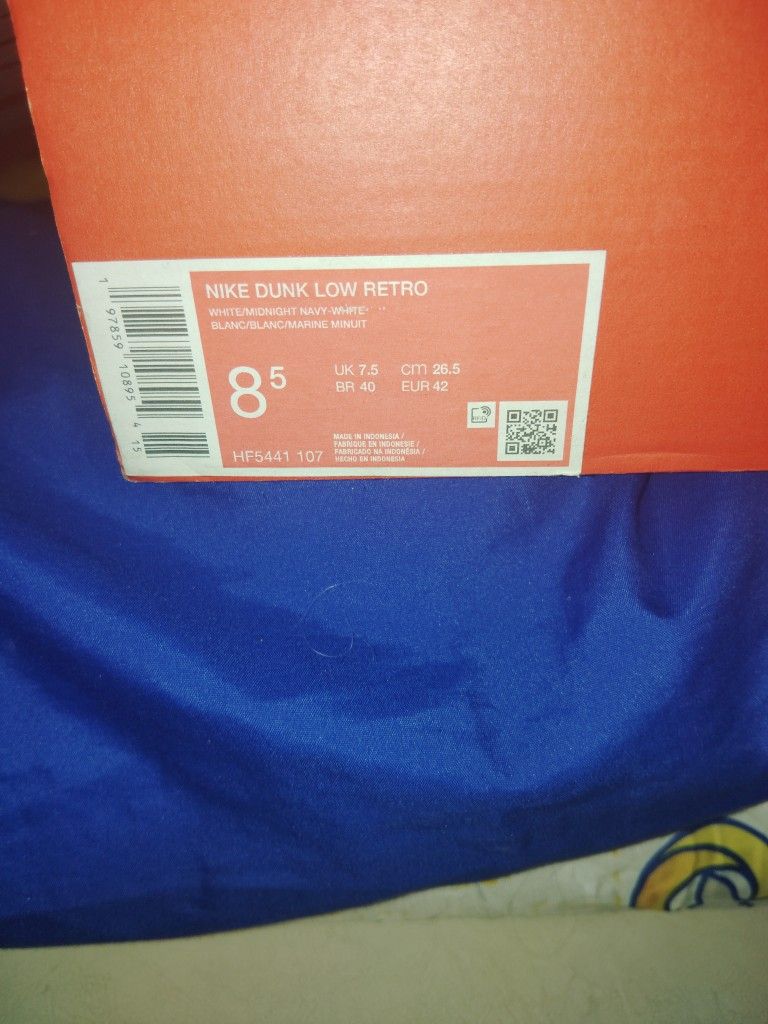 NIKE DUNK LOW RETRO
WHITE/MIDNIGHT NAVY-WHITE
BLANC/BLANC/MARINE MINUIT
8 5
UK 7.5 cm 26.5
BR 40 EUR 42
MADE IN INDONESIA /
FABRIQUE EN INDONESIE /
FABRICADO NA INDONÉSIA /
HECHO EN INDONESIA
HF5441 107
RFID
1 97859 10895 4 15